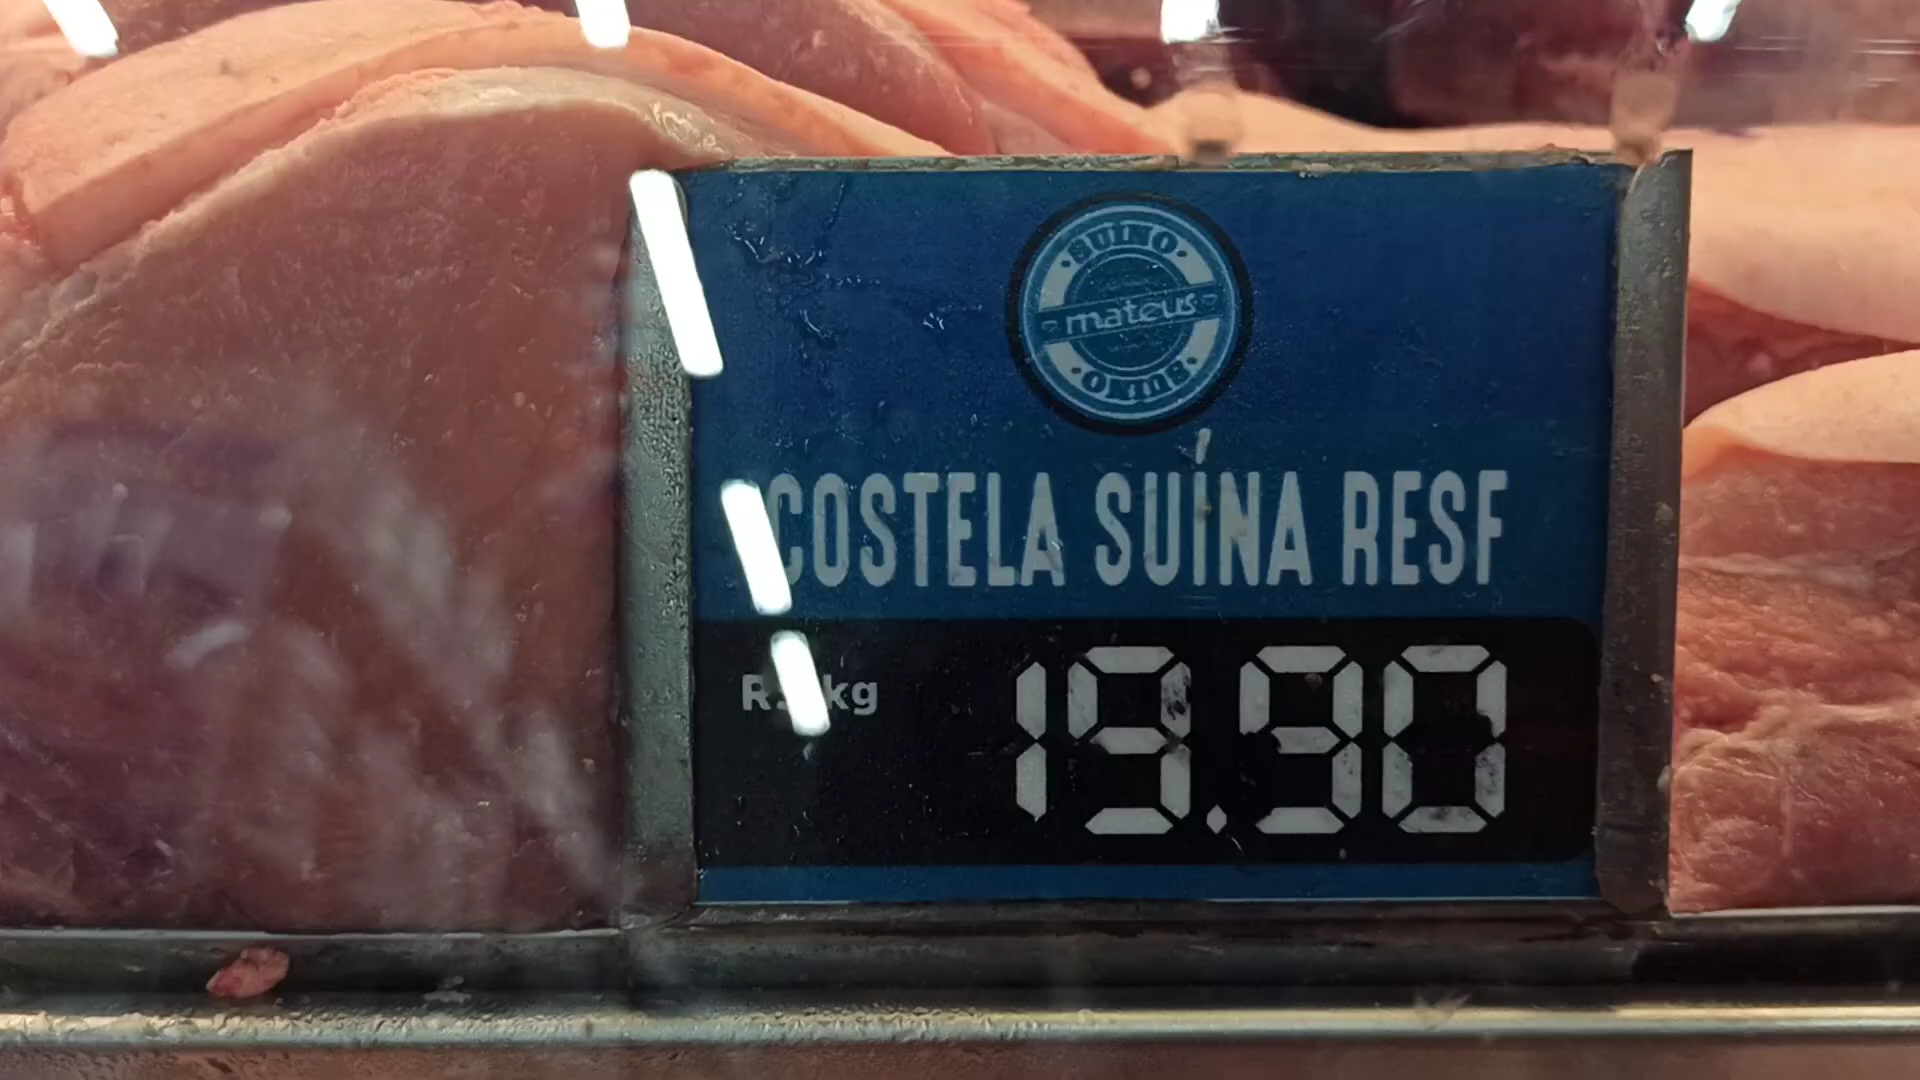 SUÍNO
mateus
SUÍNO
COSTELA SUÍNA RESF
kg
19.90